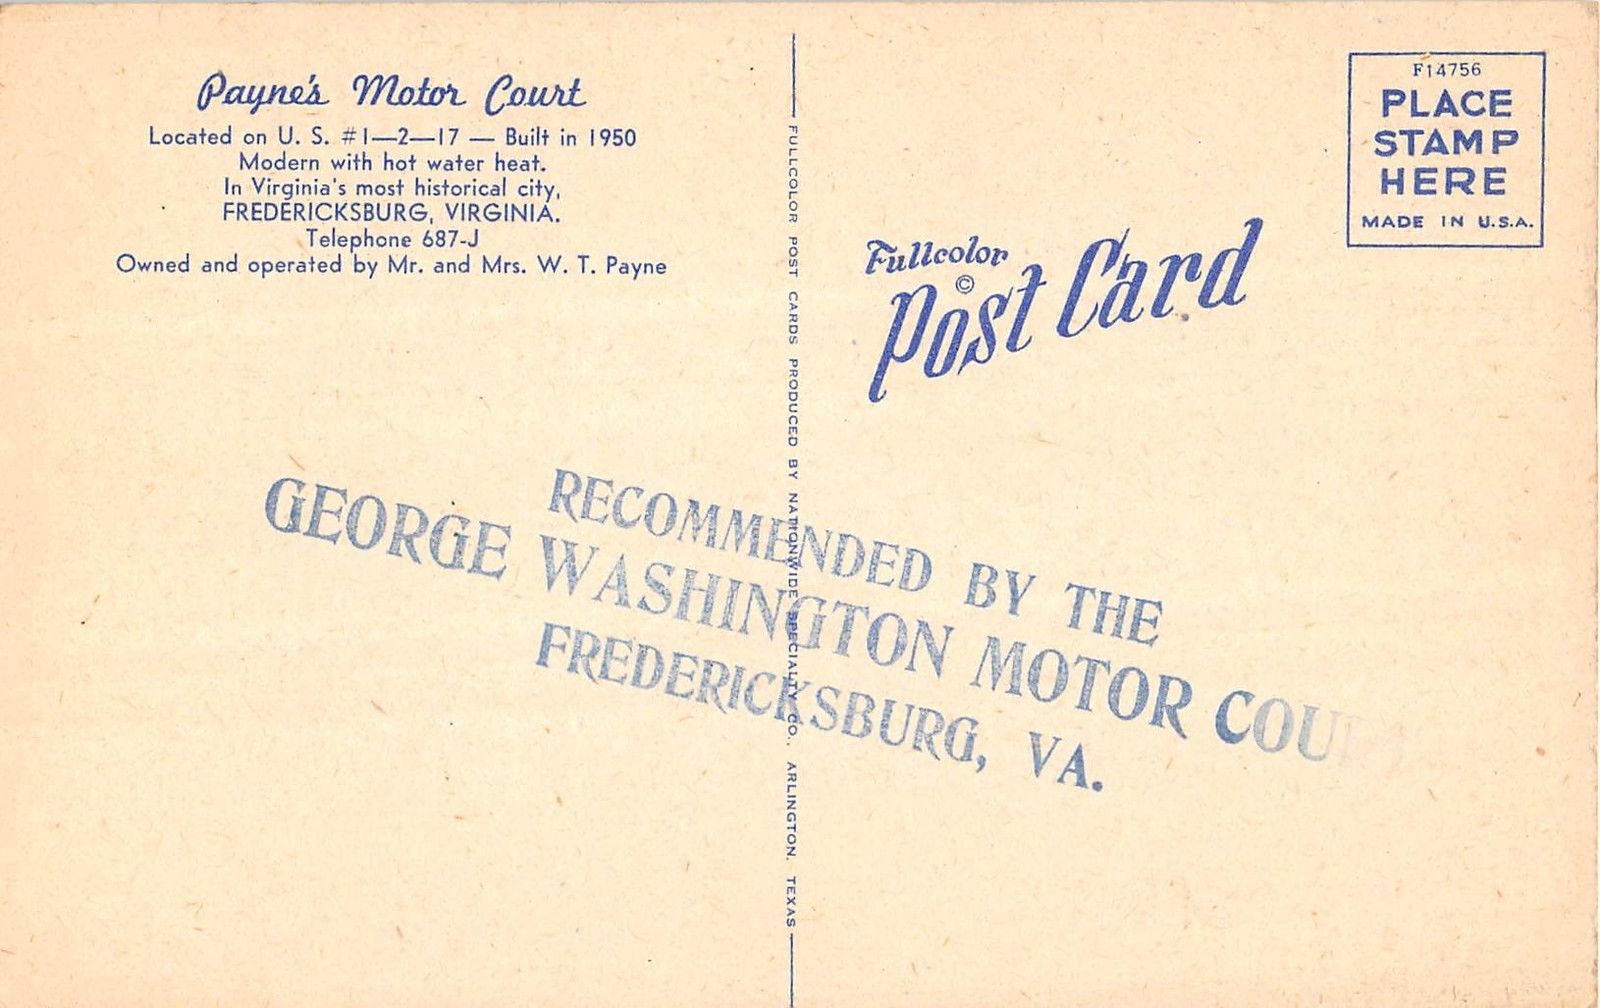 Payne's Motor Court
Located on U. S. #1—2—17 — Built in 1950
Modern with hot water heat.
In Virginia's most historical city,
FREDERICKSBURG, VIRGINIA.
Telephone 687-J
Owned and operated by Mr. and Mrs. W. T. Payne
FULLCOLOR POST CARDS PRODUCED BY NATIONWIDE SPECIALTY CO., ARLINGTON, TEXAS
F14756
PLACE
STAMP
HERE
MADE IN U.S.A.
Fullcolor
©
Post Card
RECOMMENDED BY THE
GEORGE WASHINGTON MOTOR COU
FREDERICKSBURG, VA.